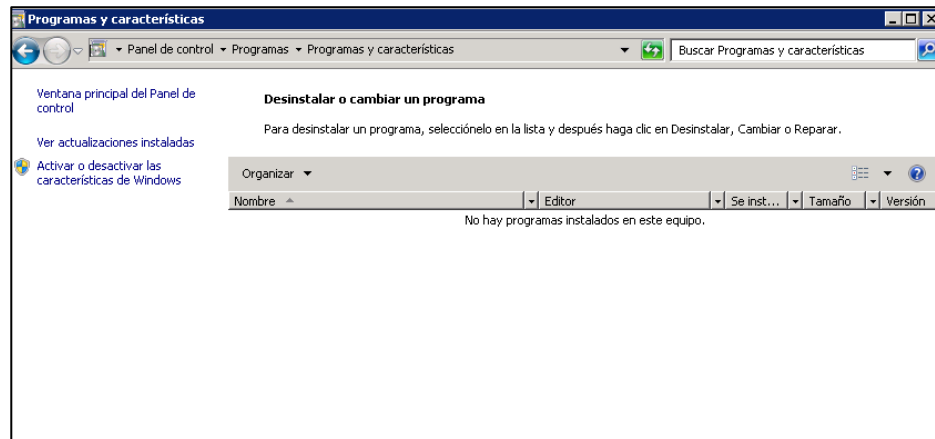 Programas y características
Panel de control Programas Programas y características
Buscar Programas y características
Ventana principal del Panel de
control
Ver actualizaciones instaladas
Activar o desactivar las
características de Windows
Desinstalar o cambiar un programa
Para desinstalar un programa, selecciónelo en la lista y después haga clic en Desinstalar, Cambiar o Reparar.
Organizar
Nombre Editor Se inst... Tamaño Versión
No hay programas instalados en este equipo.